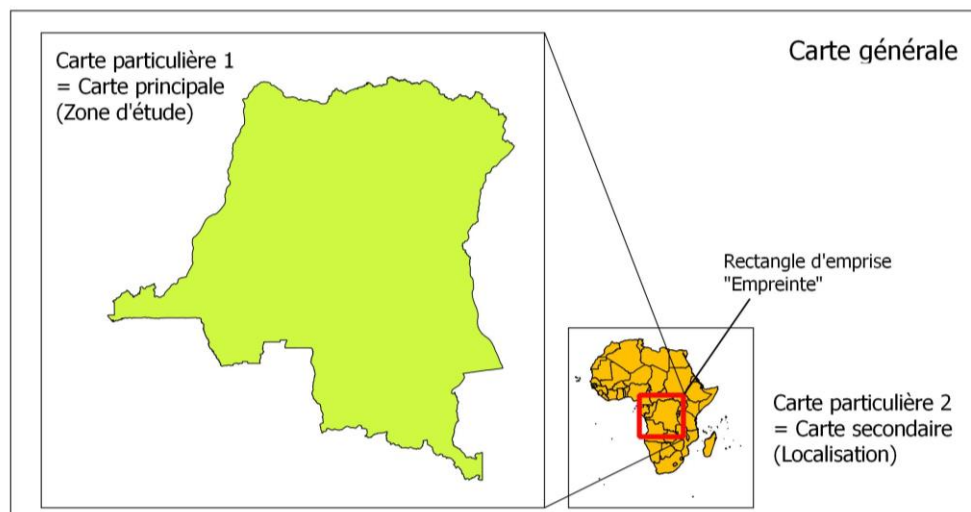 Carte particulière 1
= Carte principale
(Zone d'étude)
Carte générale
Rectangle d'emprise
"Empreinte"
Carte particulière 2
= Carte secondaire
(Localisation)